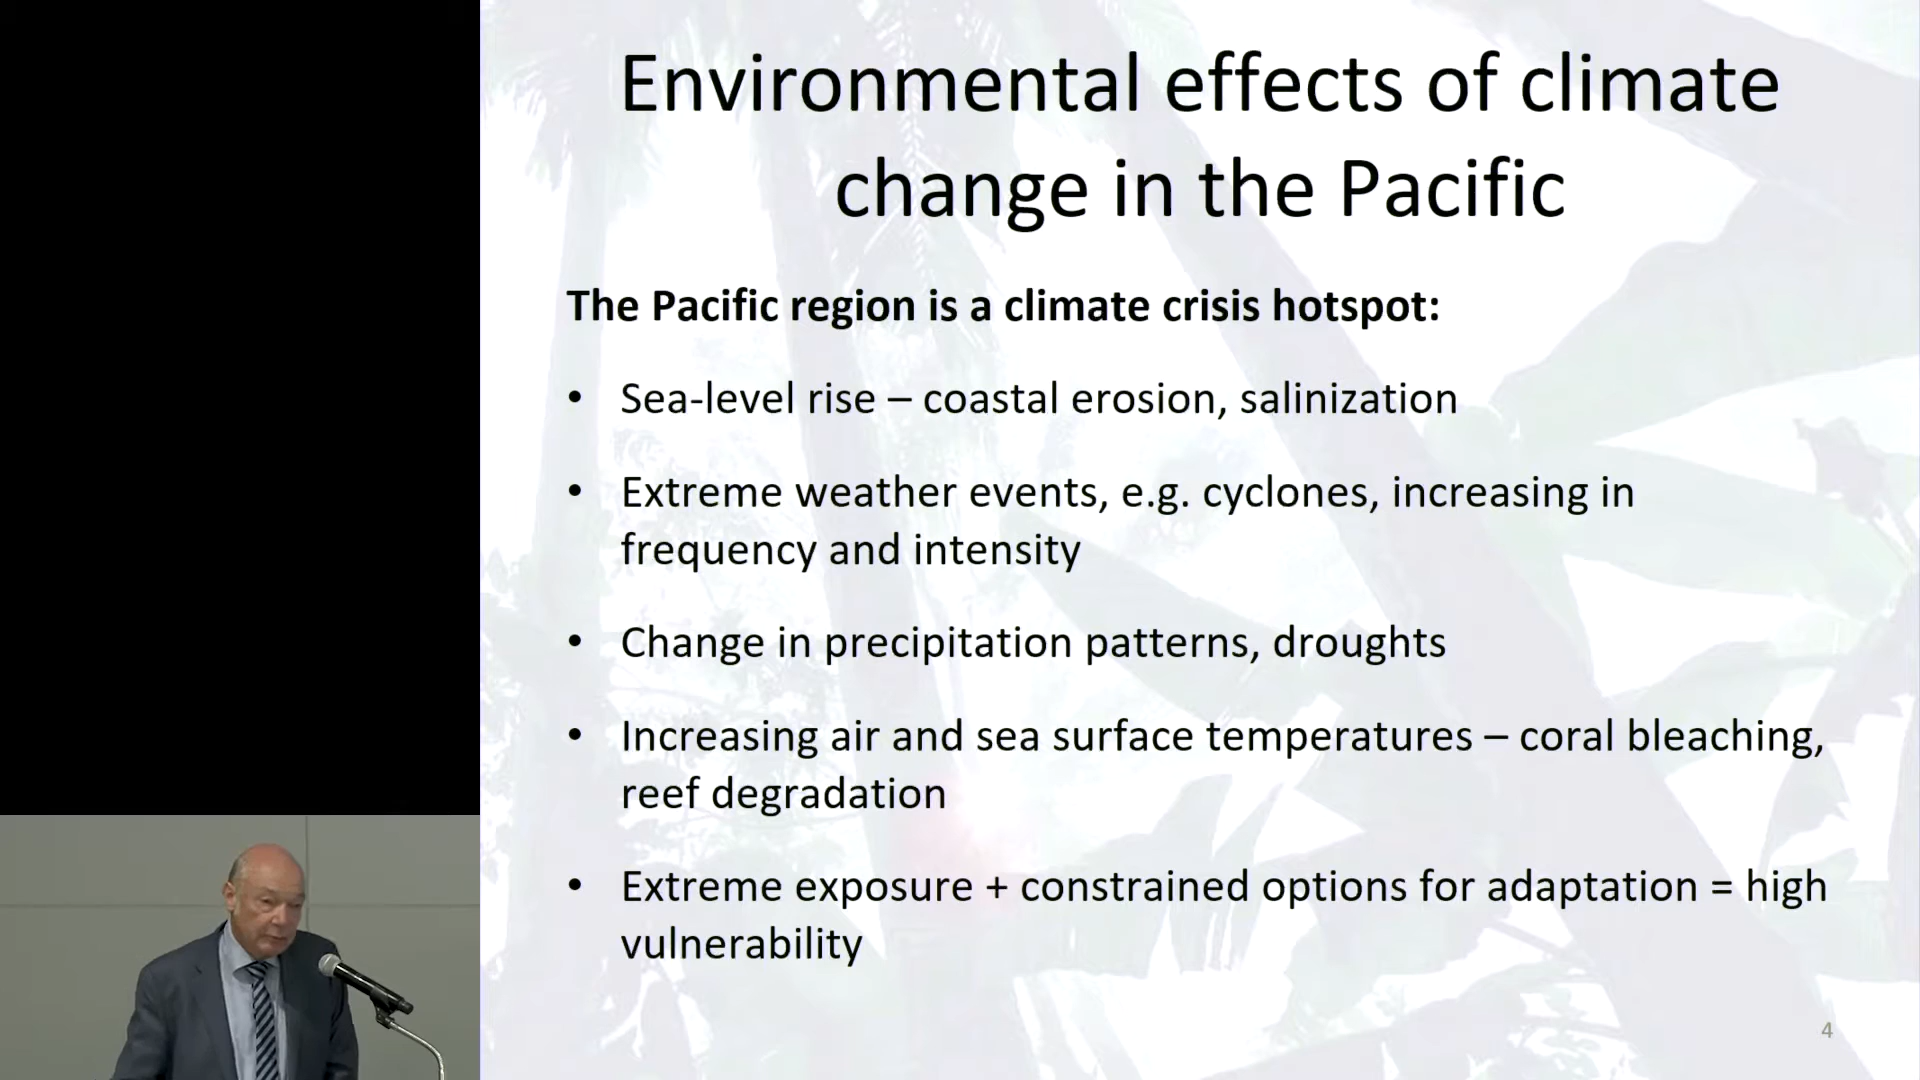 Environmental effects of climate
change in the Pacific
The Pacific region is a climate crisis hotspot:
• Sea-level rise – coastal erosion, salinization
• Extreme weather events, e.g. cyclones, increasing in
frequency and intensity
• Change in precipitation patterns, droughts
• Increasing air and sea surface temperatures – coral bleaching,
reef degradation
• Extreme exposure + constrained options for adaptation = high
vulnerability
4